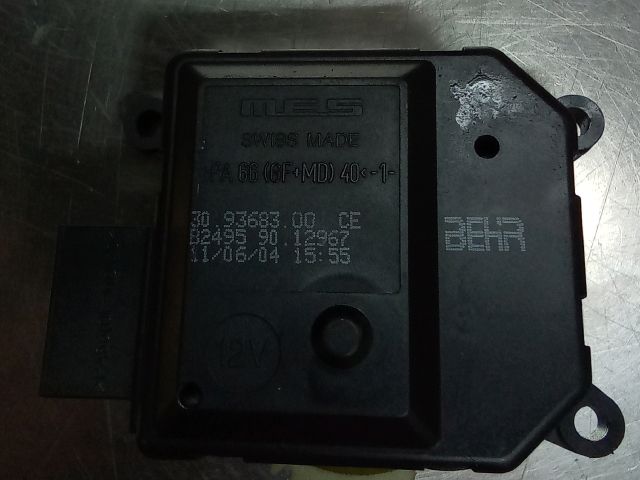 MES
SWISS MADE
>PA 66 (GF+MD) 40<-1-
30.93683.00 CE
82495 90.12967
11/06/04 15:55
BEHR
12V